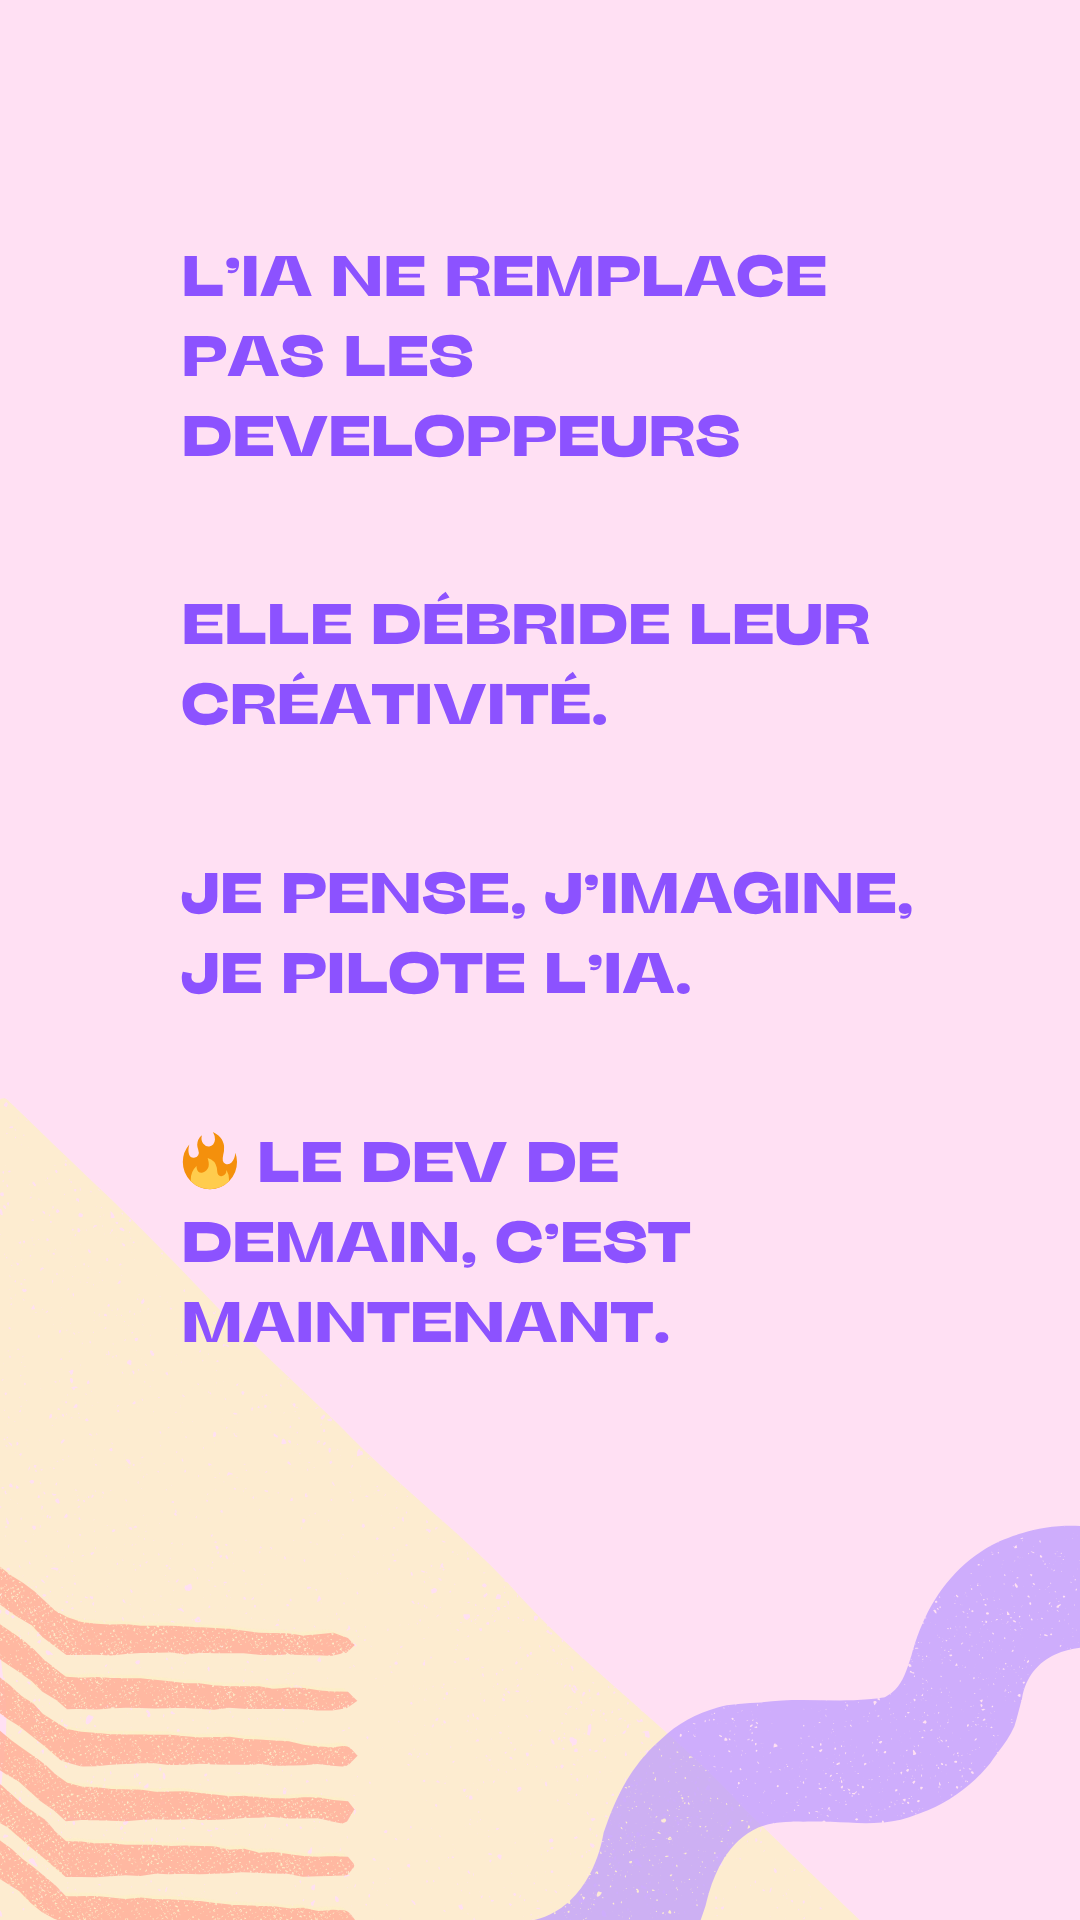 L’IA NE REMPLACE
PAS LES
DEVELOPPEURS
ELLE DÉBRIDE LEUR
CRÉATIVITÉ.
JE PENSE, J’IMAGINE,
JE PILOTE L’IA.
🔥 LE DEV DE
DEMAIN, C’EST
MAINTENANT.